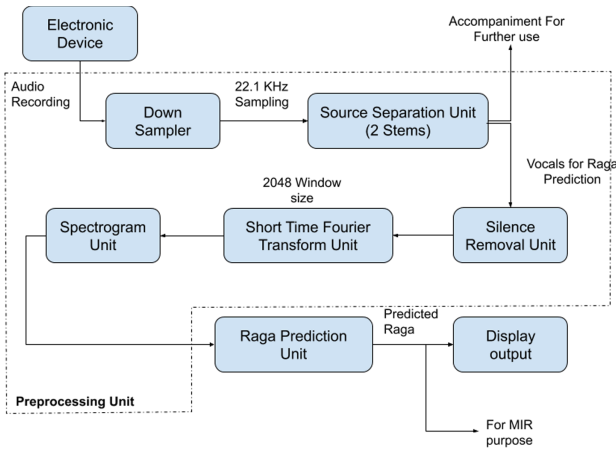 Electronic
Device
Accompaniment For
Further use
Audio
Recording
Down
Sampler
22.1 KHz
Sampling
Source Separation Unit
(2 Stems)
Vocals for Raga
Prediction
2048 Window
size
Spectrogram
Unit
Short Time Fourier
Transform Unit
Silence
Removal Unit
Raga Prediction
Unit
Predicted
Raga
Display
output
Preprocessing Unit
For MIR
purpose